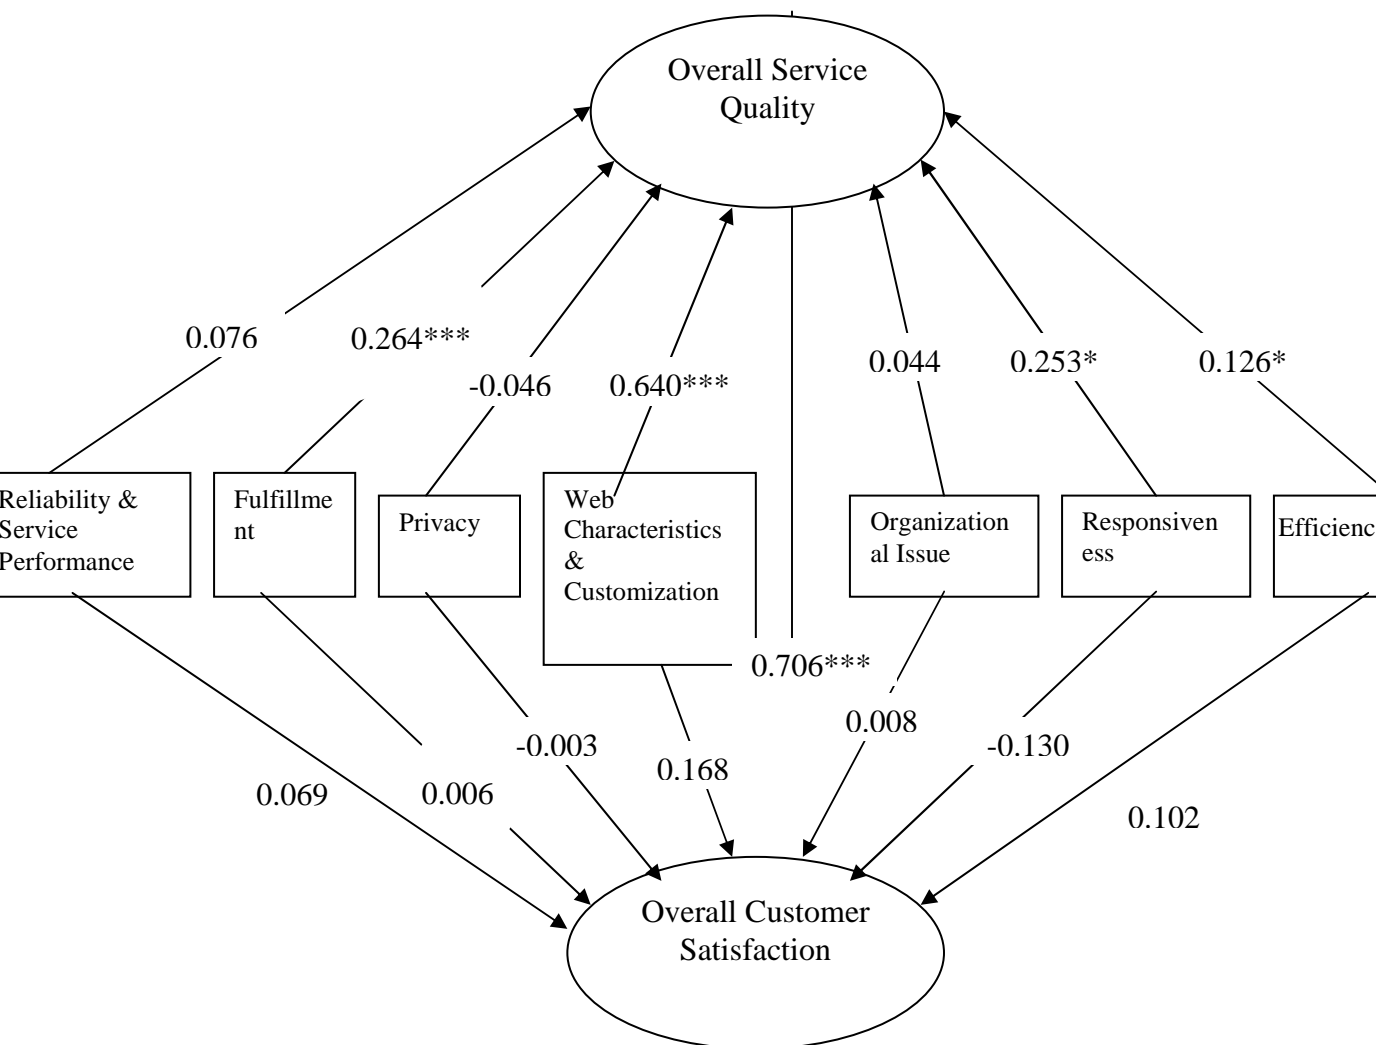 Overall Service
Quality
0.076
0.264***
-0.046
0.640***
0.044
0.253*
0.126*
Reliability &
Service
Performance
Fulfillme
nt
Privacy
Web
Characteristics
&
Customization
Organization
al Issue
Responsiven
ess
Efficienc
0.706***
0.069
0.006
-0.003
0.168
0.008
-0.130
0.102
Overall Customer
Satisfaction